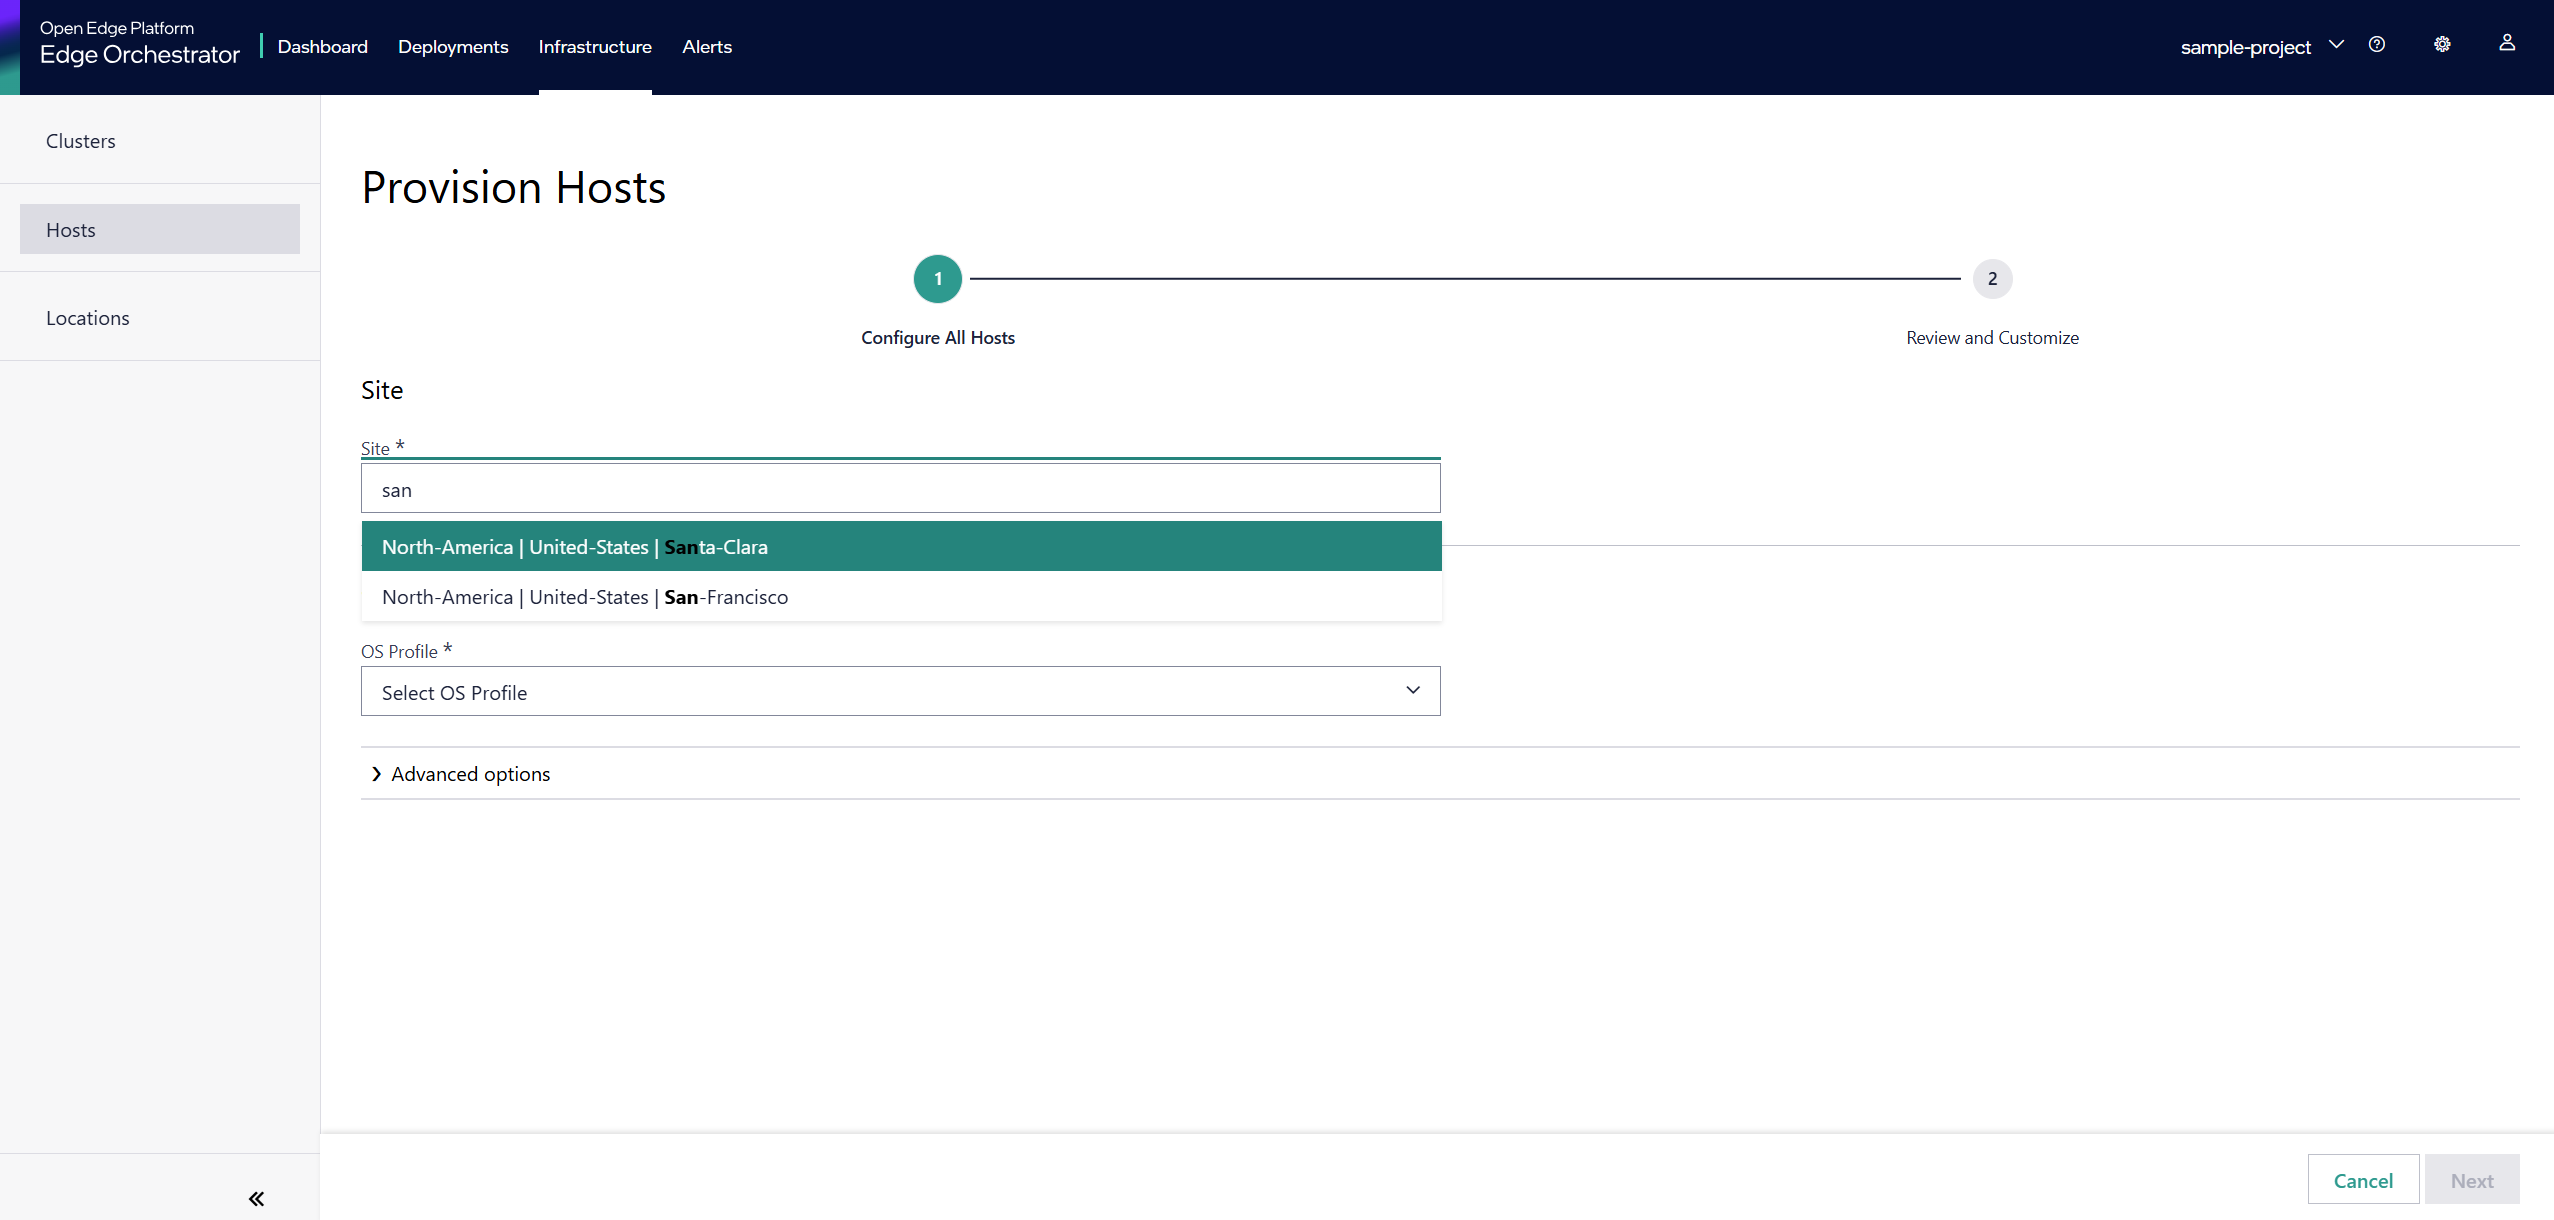 Open Edge Platform
Edge Orchestrator
Dashboard Deployments Infrastructure Alerts
sample-project
Clusters
Hosts
Locations
Provision Hosts
1 2
Configure All Hosts Review and Customize
Site
Site *
san
North-America | United-States | Santa-Clara
North-America | United-States | San-Francisco
OS Profile *
Select OS Profile
Advanced options
Cancel Next